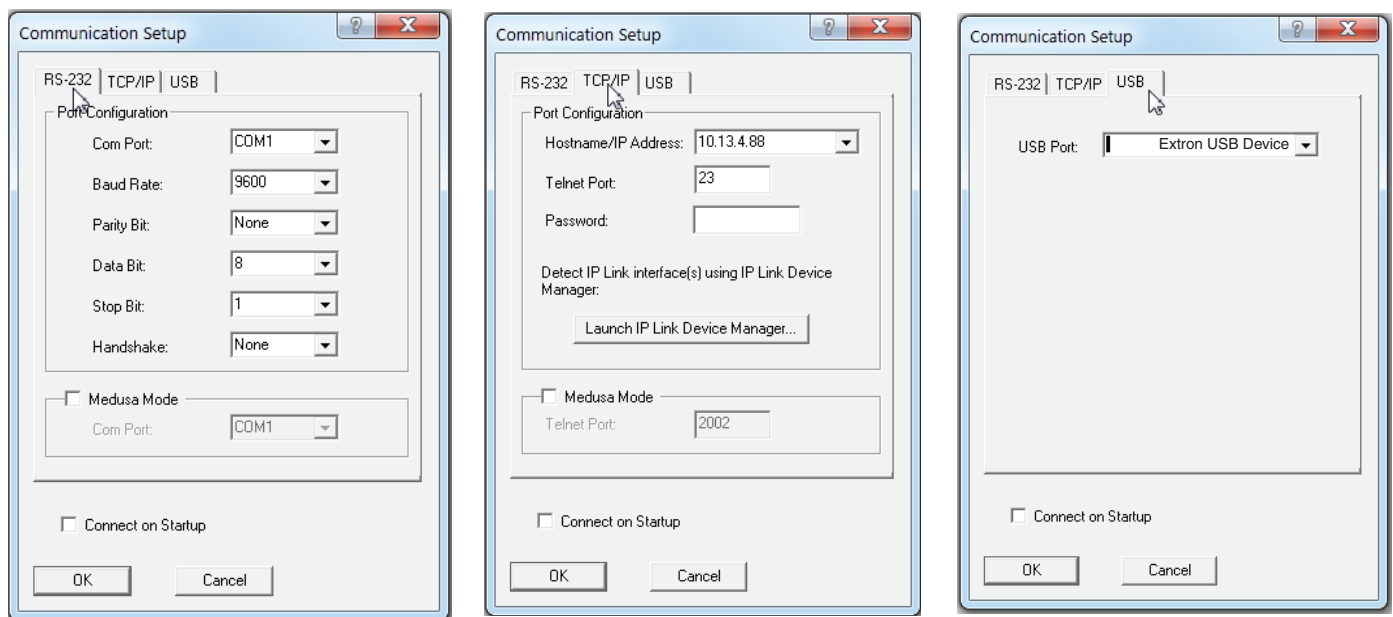 Communication Setup
RS-232 TCP/IP USB
Port Configuration
Com Port: COM1
Baud Rate: 9600
Parity Bit: None
Data Bit: 8
Stop Bit: 1
Handshake: None
Medusa Mode
Com Port: COM1
Connect on Startup
OK Cancel
Communication Setup
RS-232 TCP/IP USB
Port Configuration
Hostname/IP Address: 10.13.4.88
Telnet Port: 23
Password:
Detect IP Link interface(s) using IP Link Device
Manager:
Launch IP Link Device Manager...
Medusa Mode
Telnet Port: 2002
Connect on Startup
OK Cancel
Communication Setup
RS-232 TCP/IP USB
USB Port: Extron USB Device
Connect on Startup
OK Cancel